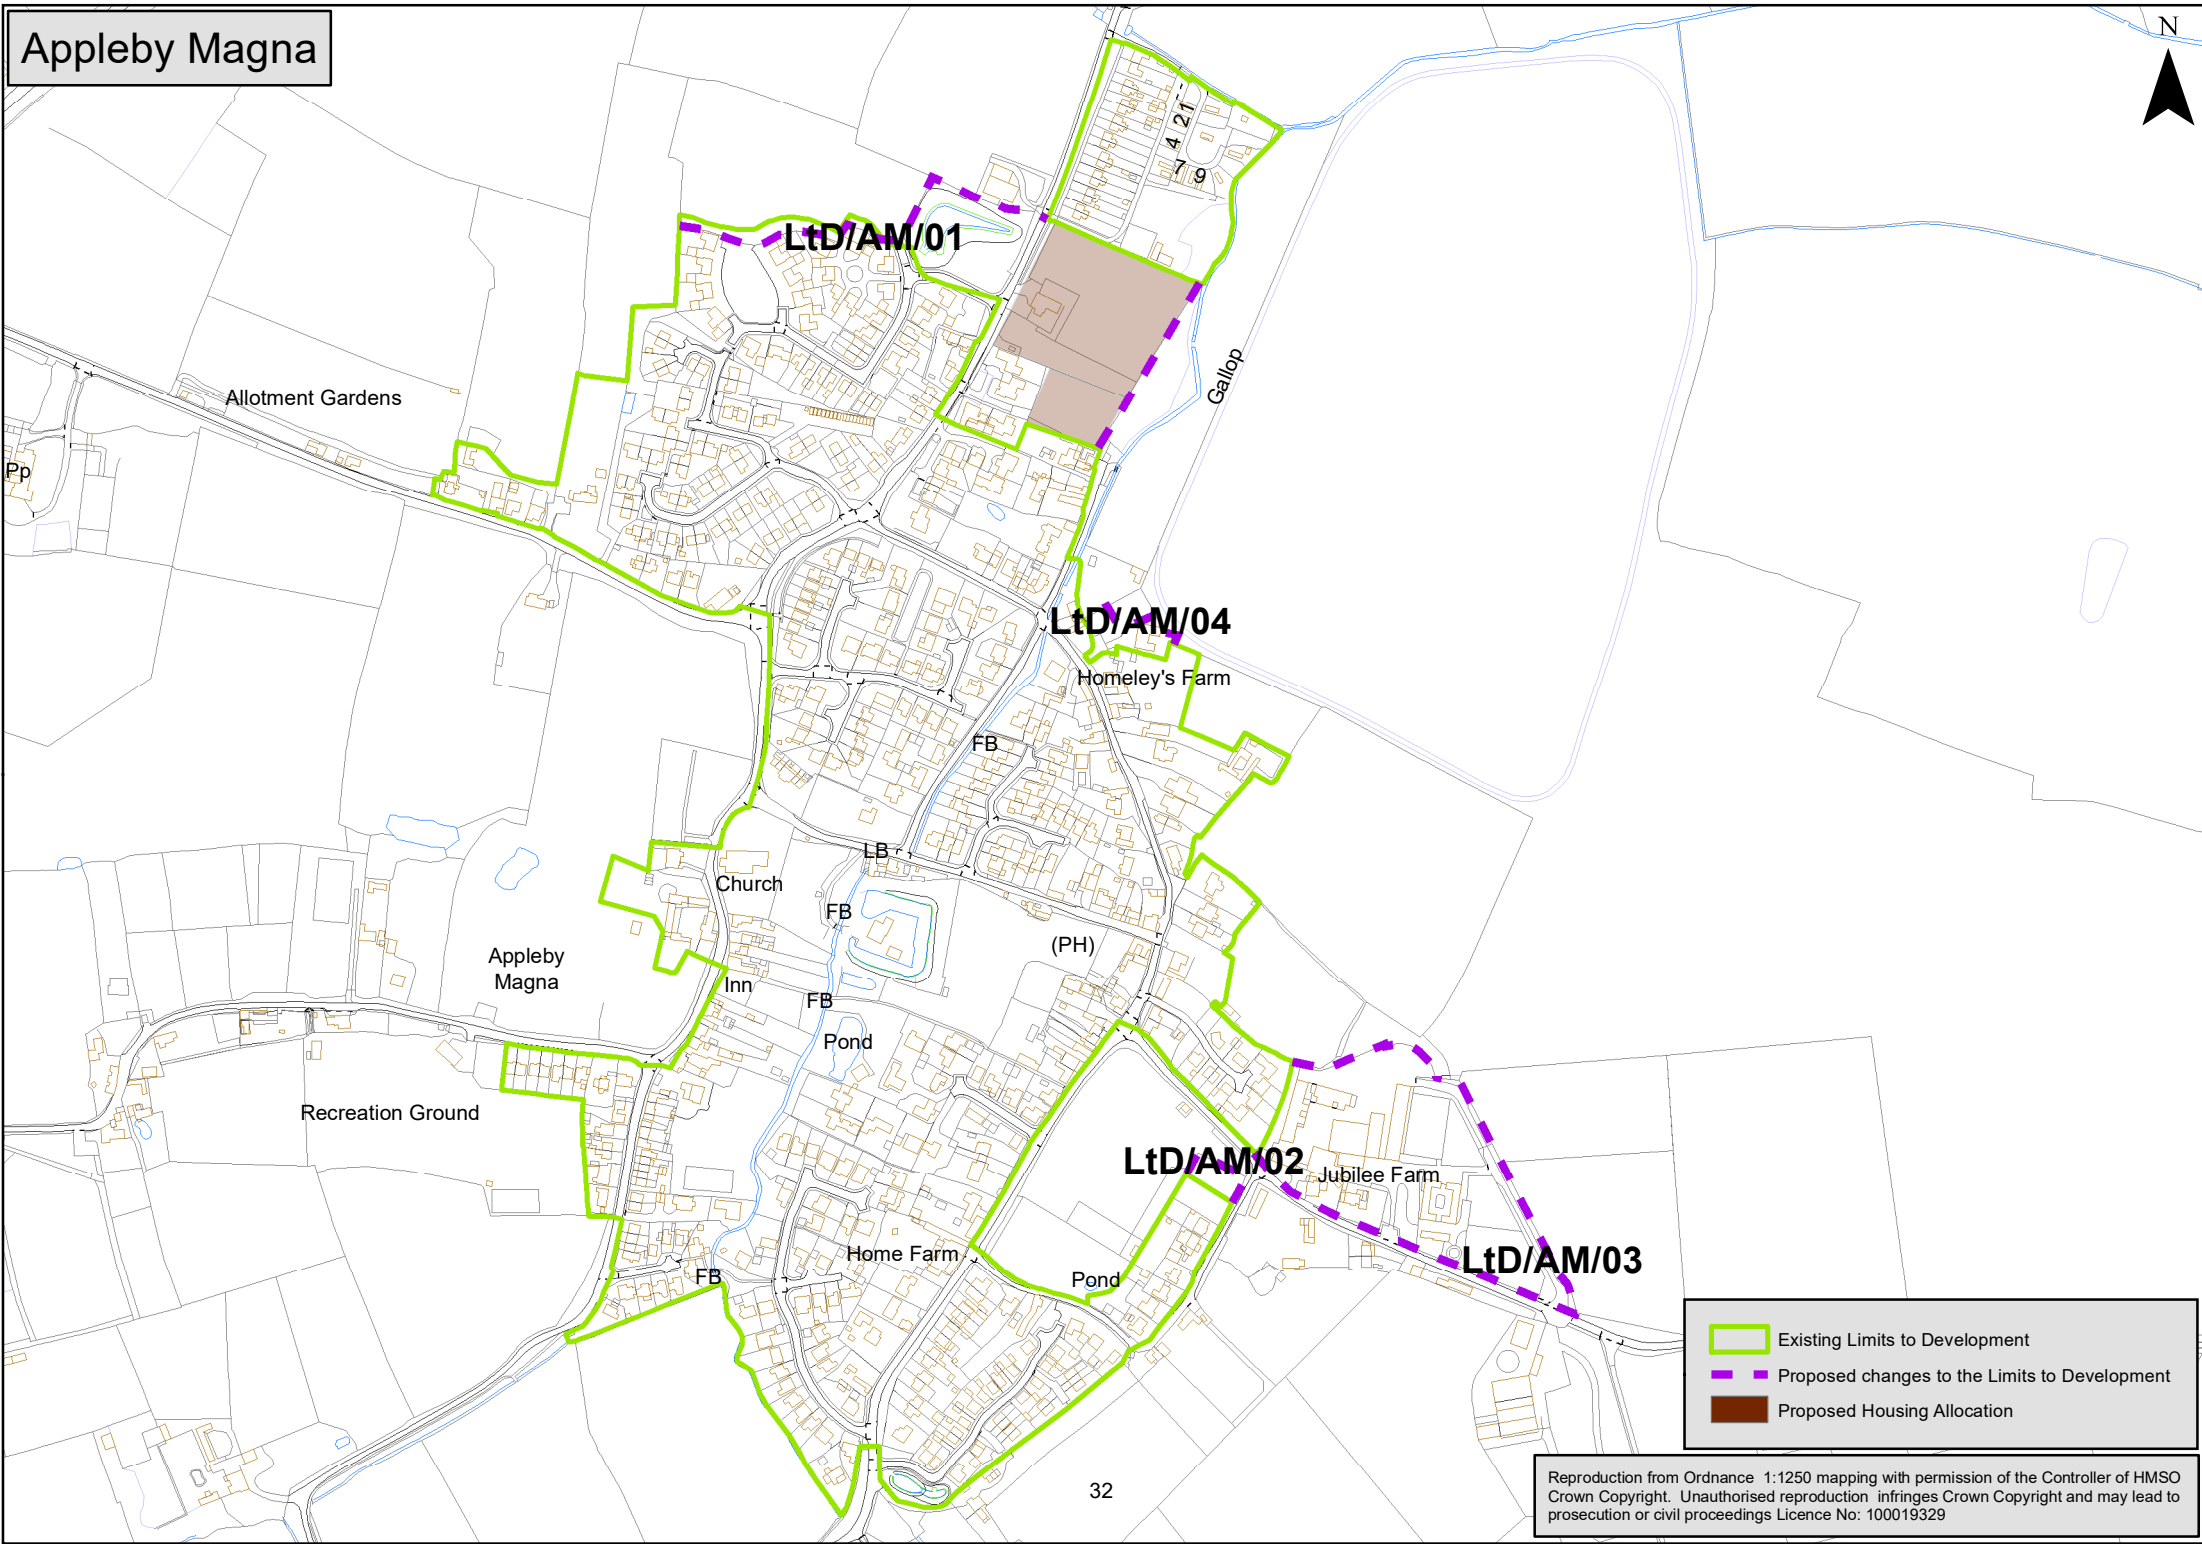 Appleby Magna
N
4 21
7 9
LtD/AM/01
Gallop
Allotment Gardens
Pp
LtD/AM/04
Homeley's Farm
FB
LB
Church
FB
(PH)
Appleby
Magna
Inn
FB
Pond
Recreation Ground
LtD/AM/02
Jubilee Farm
Home Farm
LtD/AM/03
FB
Pond
32
Existing Limits to Development
Proposed changes to the Limits to Development
Proposed Housing Allocation
Reproduction from Ordnance 1:1250 mapping with permission of the Controller of HMSO
Crown Copyright. Unauthorised reproduction infringes Crown Copyright and may lead to
prosecution or civil proceedings Licence No: 100019329